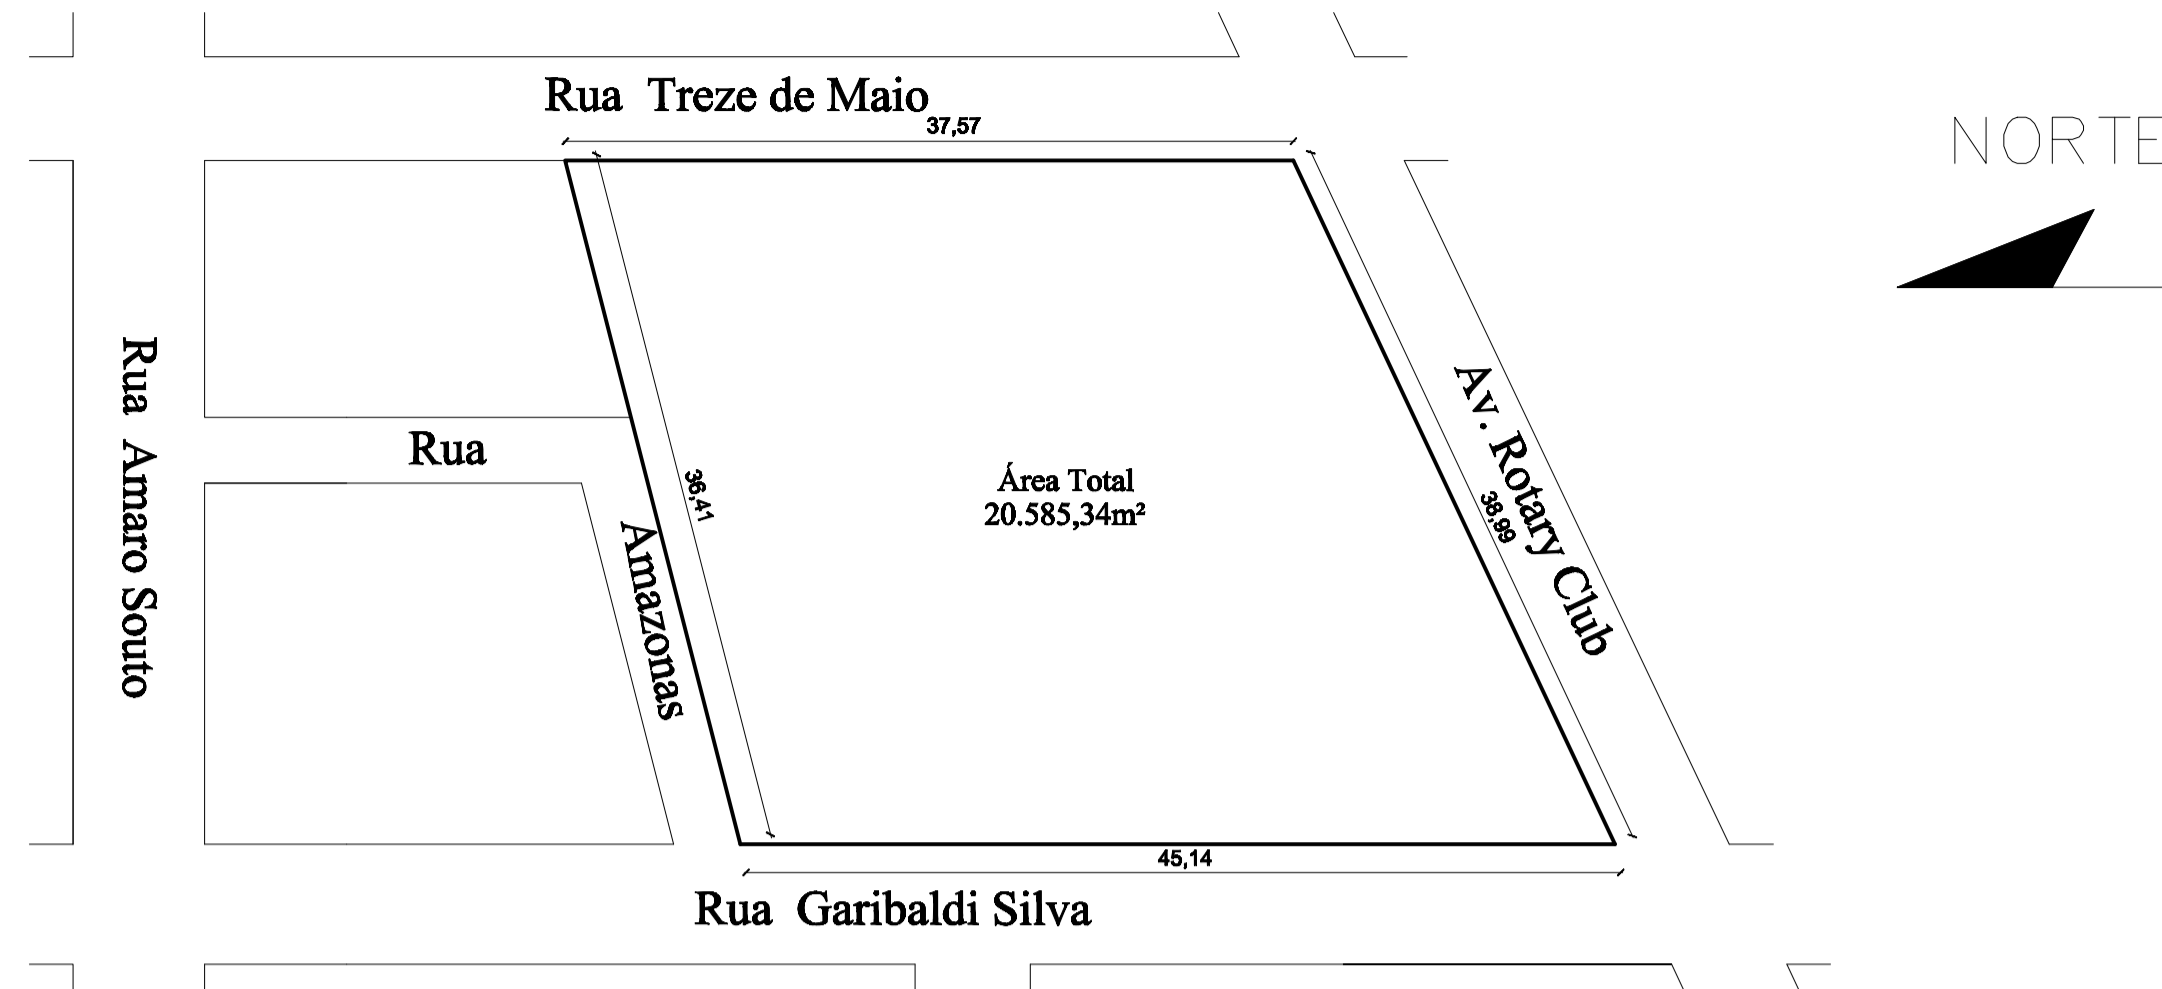 Rua Treze de Maio
37,57
NORTE
Rua Amaro Souto
Rua
Amazonas
36,41
Área Total
20.585,34m²
Av. Rotary Club
38,99
45,14
Rua Garibaldi Silva